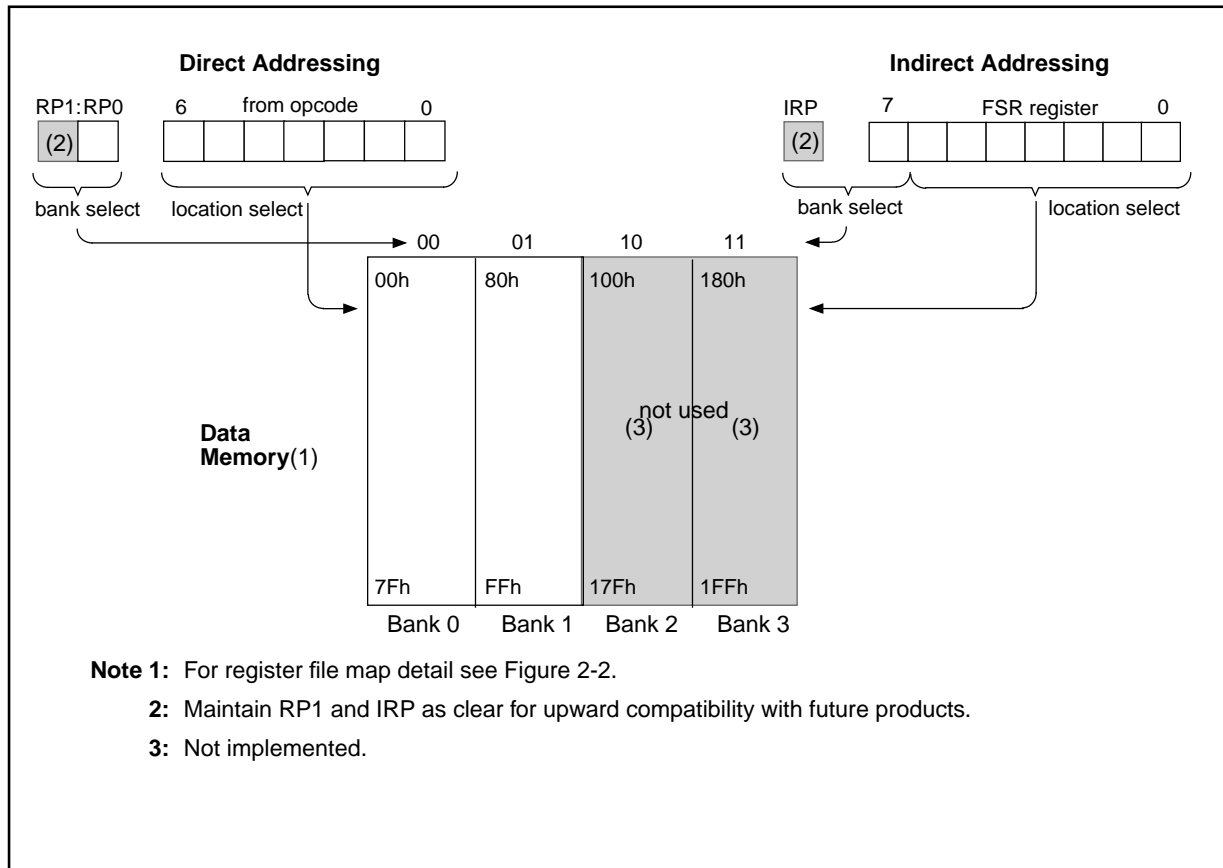 Direct Addressing
Indirect Addressing
RP1:RP0 6 from opcode 0
IRP 7 FSR register 0
(2)
(2)
bank select location select
bank select location select
00 01 10 11
00h 80h 100h 180h
not used
(3) (3)
Data
Memory(1)
7Fh FFh 17Fh 1FFh
Bank 0 Bank 1 Bank 2 Bank 3
Note 1: For register file map detail see Figure 2-2.
2: Maintain RP1 and IRP as clear for upward compatibility with future products.
3: Not implemented.